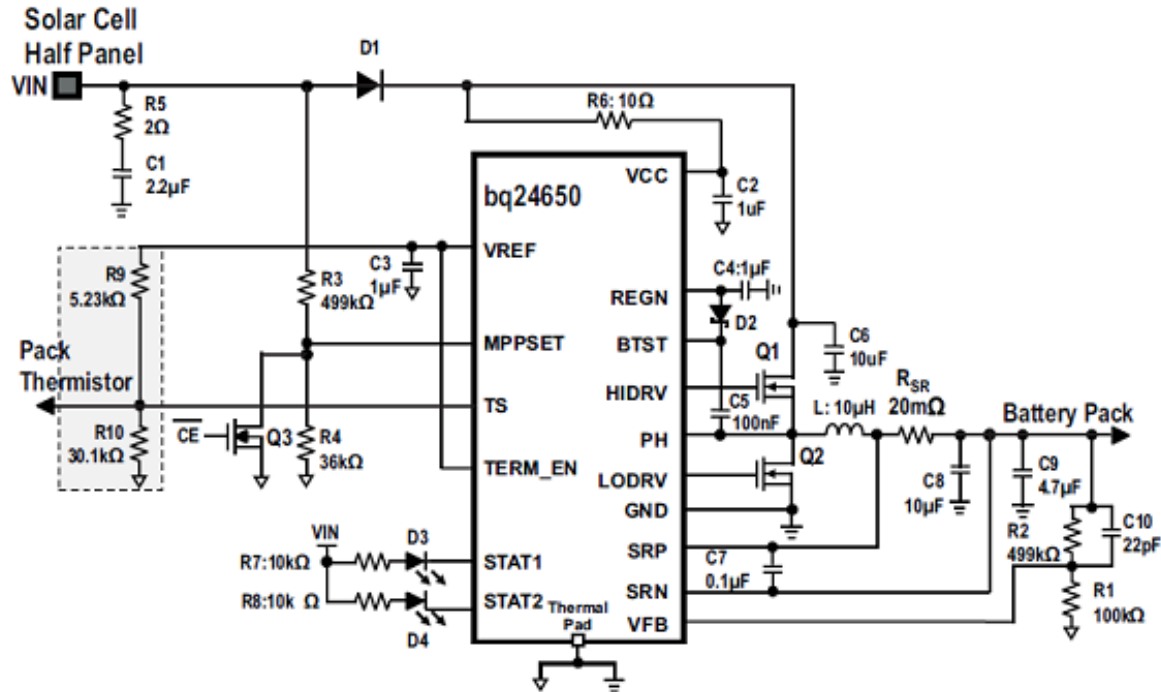 Solar Cell
Half Panel
VIN
D1
R5
2Ω
C1
2.2µF
R6: 10Ω
VCC
C2
1uF
bq24650
VREF
C3
1µF
R9
5.23kΩ
R3
499kΩ
C4:1µF
REGN
D2
BTST
C6
10uF
MPPSET
Pack
Thermistor
Q1
HIDRV
RSR
20mΩ
TS
C5
100nF
L: 10µH
Battery Pack
CE
Q3
R4
36kΩ
R10
30.1kΩ
PH
Q2
TERM_EN
LODRV
C8
10µF
C9
4.7µF
GND
VIN
D3
R7:10kΩ
STAT1
SRP
C7
0.1µF
R2
499kΩ
C10
22pF
R8:10k Ω
STAT2
D4
SRN
R1
100kΩ
Thermal
Pad
VFB